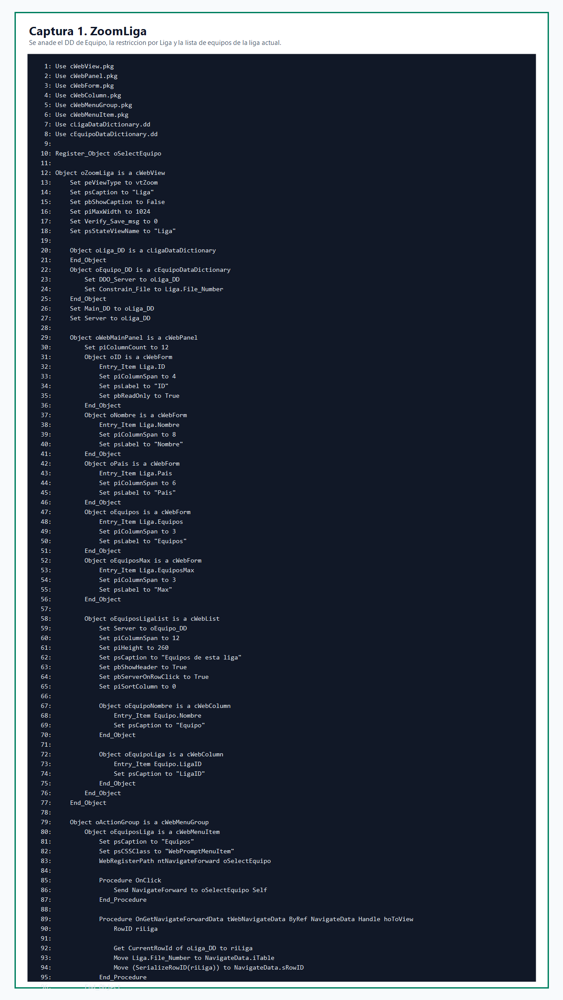 Captura 1. ZoomLiga
Se anade el DD de Equipo, la restriccion por Liga y la lista de equipos de la liga actual.
1: Use cWebView.pkg
2: Use cWebPanel.pkg
3: Use cWebForm.pkg
4: Use cWebColumn.pkg
5: Use cWebMenuGroup.pkg
6: Use cWebMenuItem.pkg
7: Use cLigaDataDictionary.dd
8: Use cEquipoDataDictionary.dd
9:
10: Register_Object oSelectEquipo
11:
12: Object oZoomLiga is a cWebView
13:     Set peViewType to vtZoom
14:     Set psCaption to "Liga"
15:     Set pbShowCaption to False
16:     Set piMaxWidth to 1024
17:     Set Verify_Save_msg to 0
18:     Set psStateViewName to "Liga"
19:
20:     Object oLiga_DD is a cLigaDataDictionary
21:     End_Object
22:     Object oEquipo_DD is a cEquipoDataDictionary
23:         Set DDO_Server to oLiga_DD
24:         Set Constrain_File to Liga.File_Number
25:     End_Object
26:     Set Main_DD to oLiga_DD
27:     Set Server to oLiga_DD
28:
29:     Object oWebMainPanel is a cWebPanel
30:         Set piColumnCount to 12
31:         Object oID is a cWebForm
32:             Entry_Item Liga.ID
33:             Set piColumnSpan to 4
34:             Set psLabel to "ID"
35:             Set pbReadOnly to True
36:         End_Object
37:         Object oNombre is a cWebForm
38:             Entry_Item Liga.Nombre
39:             Set piColumnSpan to 8
40:             Set psLabel to "Nombre"
41:         End_Object
42:         Object oPais is a cWebForm
43:             Entry_Item Liga.Pais
44:             Set piColumnSpan to 6
45:             Set psLabel to "Pais"
46:         End_Object
47:         Object oEquipos is a cWebForm
48:             Entry_Item Liga.Equipos
49:             Set piColumnSpan to 3
50:             Set psLabel to "Equipos"
51:         End_Object
52:         Object oEquiposMax is a cWebForm
53:             Entry_Item Liga.EquiposMax
54:             Set piColumnSpan to 3
55:             Set psLabel to "Max"
56:         End_Object
57:
58:         Object oEquiposLigaList is a cWebList
59:             Set Server to oEquipo_DD
60:             Set piColumnSpan to 12
61:             Set piHeight to 260
62:             Set psCaption to "Equipos de esta liga"
63:             Set pbShowHeader to True
64:             Set pbServerOnRowClick to True
65:             Set piSortColumn to 0
66:
67:             Object oEquipoNombre is a cWebColumn
68:                 Entry_Item Equipo.Nombre
69:                 Set psCaption to "Equipo"
70:             End_Object
71:
72:             Object oEquipoLiga is a cWebColumn
73:                 Entry_Item Equipo.LigaID
74:                 Set psCaption to "LigaID"
75:             End_Object
76:         End_Object
77:     End_Object
78:
79:     Object oActionGroup is a cWebMenuGroup
80:         Object oEquiposLiga is a cWebMenuItem
81:             Set psCaption to "Equipos"
82:             Set psCSSClass to "WebPromptMenuItem"
83:             WebRegisterPath ntNavigateForward oSelectEquipo
84:
85:             Procedure OnClick
86:                 Send NavigateForward to oSelectEquipo Self
87:             End_Procedure
88:
89:             Procedure OnGetNavigateForwardData tWebNavigateData ByRef NavigateData Handle hoToView
90:                 RowID riLiga
91:
92:                 Get CurrentRowId of oLiga_DD to riLiga
93:                 Move Liga.File_Number to NavigateData.iTable
94:                 Move (SerializeRowID(riLiga)) to NavigateData.sRowID
95:             End_Procedure
96:         End_Object